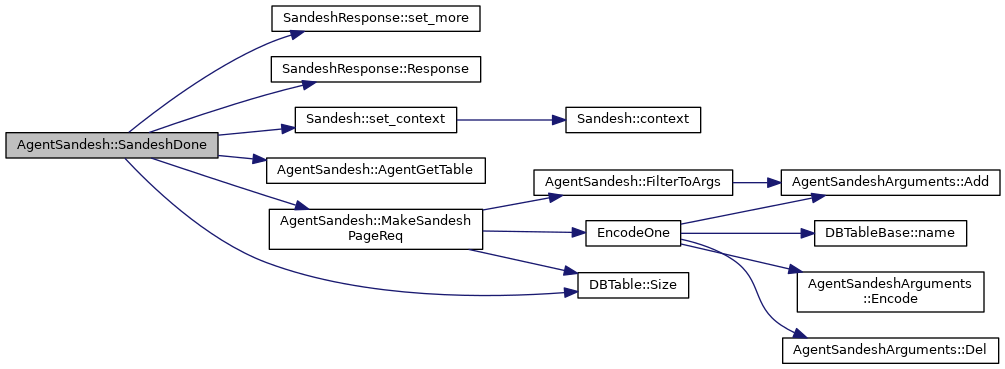 SandeshResponse::set_more
SandeshResponse::Response
Sandesh::set_context
Sandesh::context
AgentSandesh::SandeshDone
AgentSandesh::AgentGetTable
AgentSandesh::FilterToArgs
AgentSandeshArguments::Add
AgentSandesh::MakeSandesh
PageReq
EncodeOne
DBTableBase::name
DBTable::Size
AgentSandeshArguments
::Encode
AgentSandeshArguments::Del